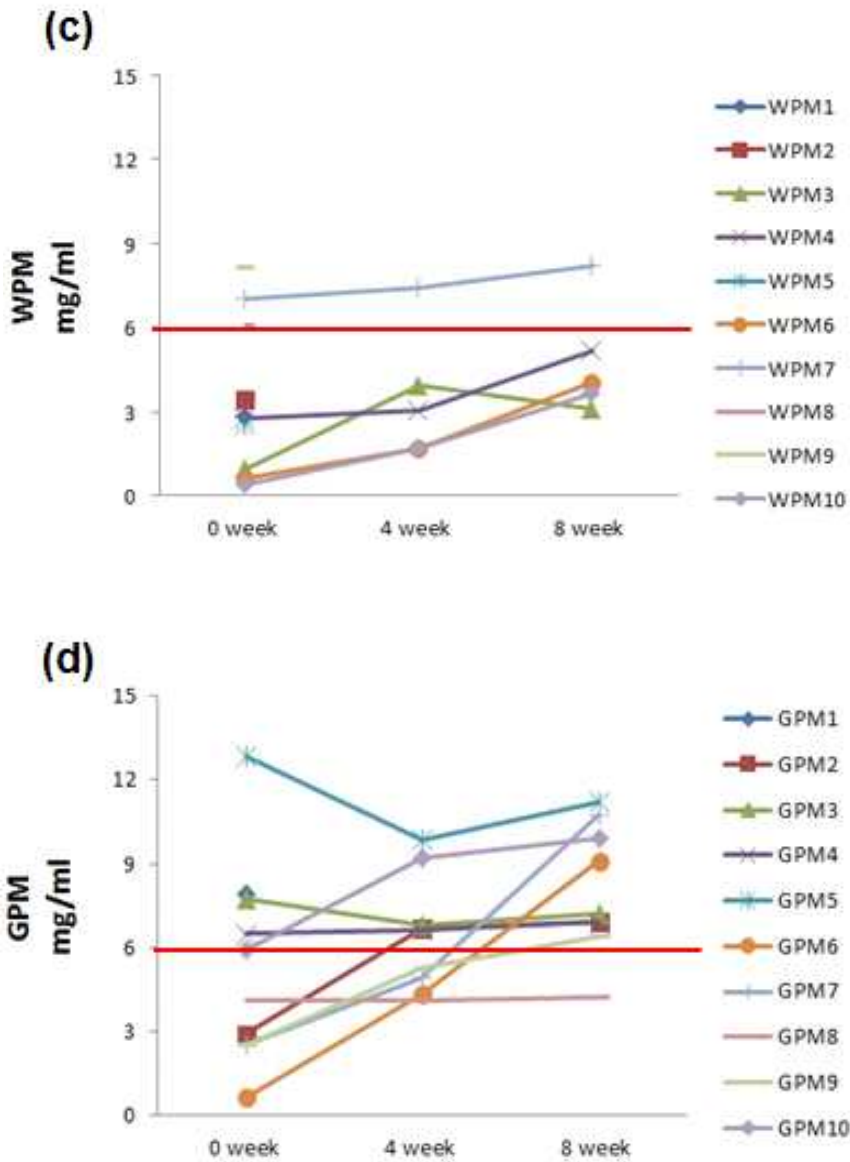 (c)
WPM
mg/ml
15
12
9
6
3
0
0 week 4 week 8 week
WPM1
WPM2
WPM3
WPM4
WPM5
WPM6
WPM7
WPM8
WPM9
WPM10
(d)
GPM
mg/ml
15
12
9
6
3
0
0 week 4 week 8 week
GPM1
GPM2
GPM3
GPM4
GPM5
GPM6
GPM7
GPM8
GPM9
GPM10